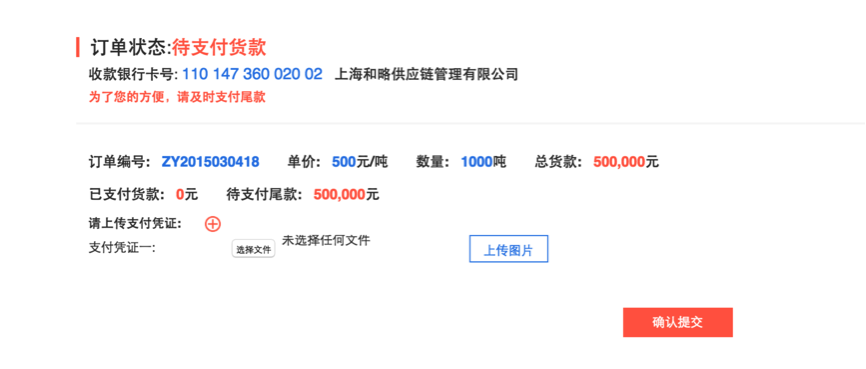 订单状态:待支付货款
收款银行卡号: 110 147 360 020 02 上海和略供应链管理有限公司
为了您的方便，请及时支付尾款
订单编号: ZY2015030418 单价: 500元/吨 数量: 1000吨 总货款: 500,000元
已支付货款: 0元 待支付尾款: 500,000元
请上传支付凭证:
支付凭证一: 选择文件 未选择任何文件 上传图片
确认提交